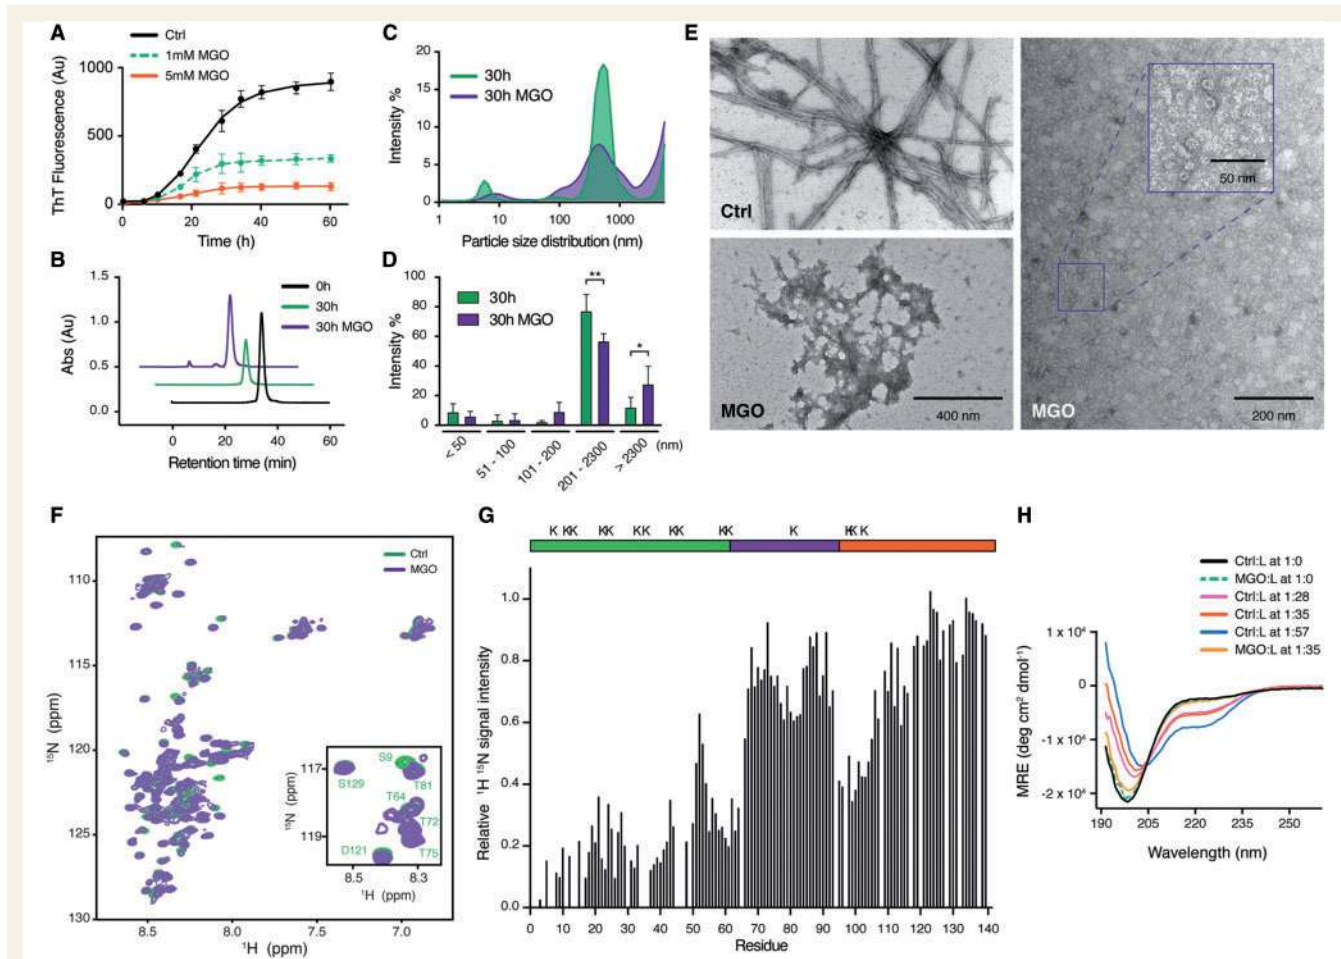 A
Ctrl
1mM MGO
5mM MGO
ThT Fluorescence (Au)
1000
500
0
0 20 40 60 80
Time (h)
B
0h
30h
30h MGO
Abs (Au)
1.5
1.0
0.5
0.0
0 20 40 60
Retention time (min)
C
30h
30h MGO
Intensity %
20
15
10
5
0
1 10 100 1000
Particle size distribution (nm)
D
30h
30h MGO
Intensity %
100
80
60
40
20
0
**
*
< 50
51 - 100
101 - 200
201 - 2300
> 2300
(nm)
E
Ctrl
MGO
400 nm
50 nm
MGO
200 nm
F
Ctrl
MGO
15N (ppm)
110
115
120
125
130
8.5 8.0 7.5 7.0
1H (ppm)
117
119
15N (ppm)
S9
S129
T81
T64
T72
D121
T75
8.5 8.3
1H (ppm)
G
K KK KK KK KK KK K KK K
Relative 1H 15N signal intensity
1.0
0.8
0.6
0.4
0.2
0.0
0 10 20 30 40 50 60 70 80 90 100 110 120 130 140
Residue
H
Ctrl:L at 1:0
MGO:L at 1:0
Ctrl:L at 1:28
Ctrl:L at 1:35
Ctrl:L at 1:57
MGO:L at 1:35
MRE (deg cm2 dmol-1)
1 x 10⁴
0
-1 x 10⁴
-2 x 10⁴
190 205 220 235 250
Wavelength (nm)